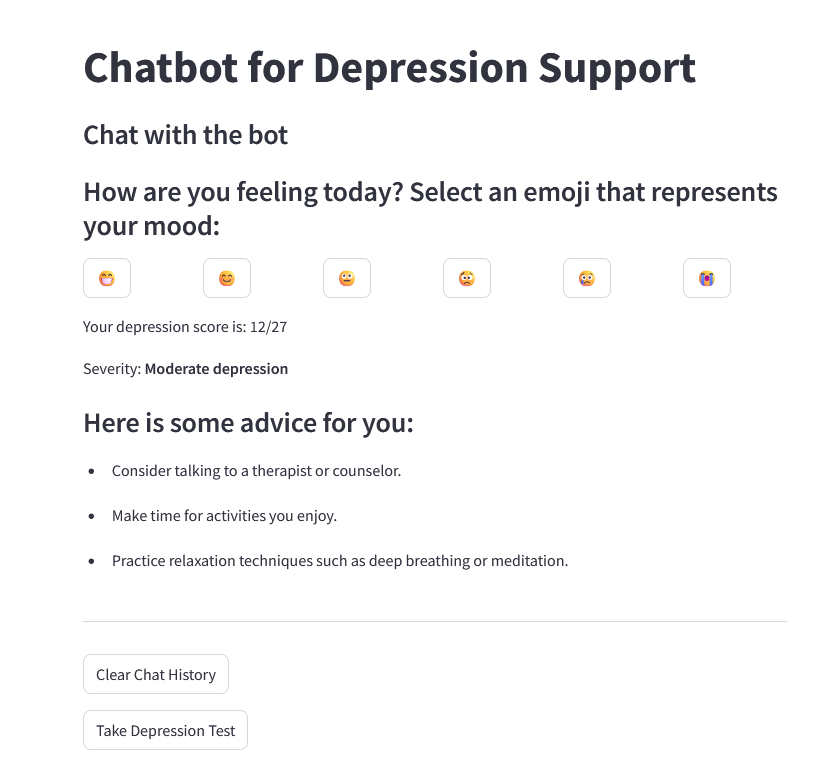 Chatbot for Depression Support
Chat with the bot
How are you feeling today? Select an emoji that represents
your mood:
Your depression score is: 12/27
Severity: Moderate depression
Here is some advice for you:
Consider talking to a therapist or counselor.
Make time for activities you enjoy.
Practice relaxation techniques such as deep breathing or meditation.
Clear Chat History
Take Depression Test